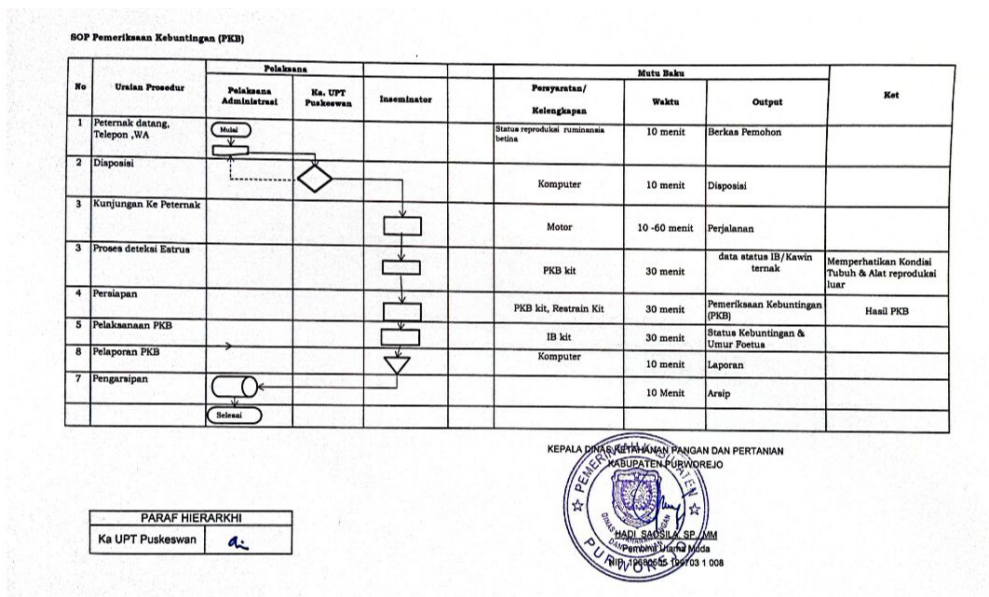 SOP Pemeriksaan Kebuntingan (PKB)
No Uraian Prosedur Pelaksana Mutu Baku Ket
Pelaksana Administrasi Ka. UPT Puskeswan Inseminator Persyaratan/ Kelengkapan Waktu Output
1 Peternak datang, Telepon ,WA Mulai Status reproduksi ruminansia betina 10 menit Berkas Pemohon
2 Disposisi Komputer 10 menit Disposisi
3 Kunjungan Ke Peternak Motor 10 -60 menit Perjalanan
3 Proses deteksi Estrus PKB kit 30 menit data status IB/Kawin ternak Memperhatikan Kondisi Tubuh & Alat reproduksi luar
4 Persiapan PKB kit, Restrain Kit 30 menit Pemeriksaan Kebuntingan (PKB) Hasil PKB
5 Pelaksanaan PKB IB kit 30 menit Status Kebuntingan & Umur Foetus
8 Pelaporan PKB Komputer 10 menit Laporan
7 Pengarsipan 10 Menit Arsip
Selesai
KEPALA DINAS KETAHANAN PANGAN DAN PERTANIAN
KABUPATEN PURWOREJO
PEMERINTAH KABUPATEN
PURWOREJO
HADI SADSILA, SP., MM
Pembina Utama Muda
PARAF HIERARKHI
Ka UPT Puskeswan